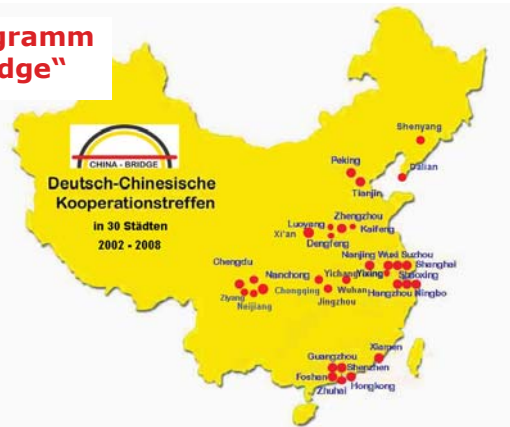 gramm
dge“
CHINA - BRIDGE
Deutsch-Chinesische
Kooperationstreffen
in 30 Städten
2002 - 2008
Shenyang
Dalian
Peking
Tianjin
Zhengzhou
Luoyang
Kaifeng
Xi'an
Dengfeng
Nanjing Wuxi Suzhou
Shanghai
Chengdu
Nanchong
Yichang
Yixing
Shaoxing
Ziyang
Chongqing
Wuhan
Hangzhou Ningbo
Neijiang
Jingzhou
Xiamen
Guangzhou
Shenzhen
Foshan
Hongkong
Zhuhai